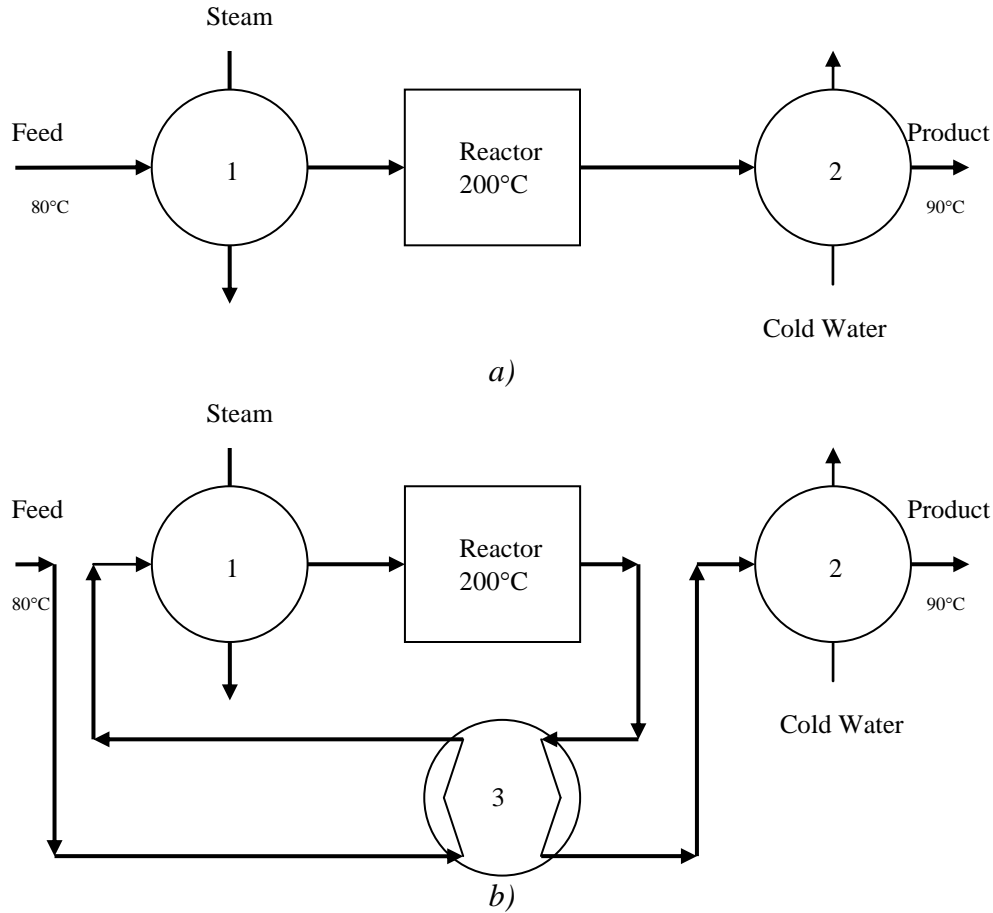 Steam
Feed
Product
1
Reactor
200°C
2
80°C
90°C
Cold Water
a)
Steam
Feed
Product
1
Reactor
200°C
2
80°C
90°C
Cold Water
3
b)